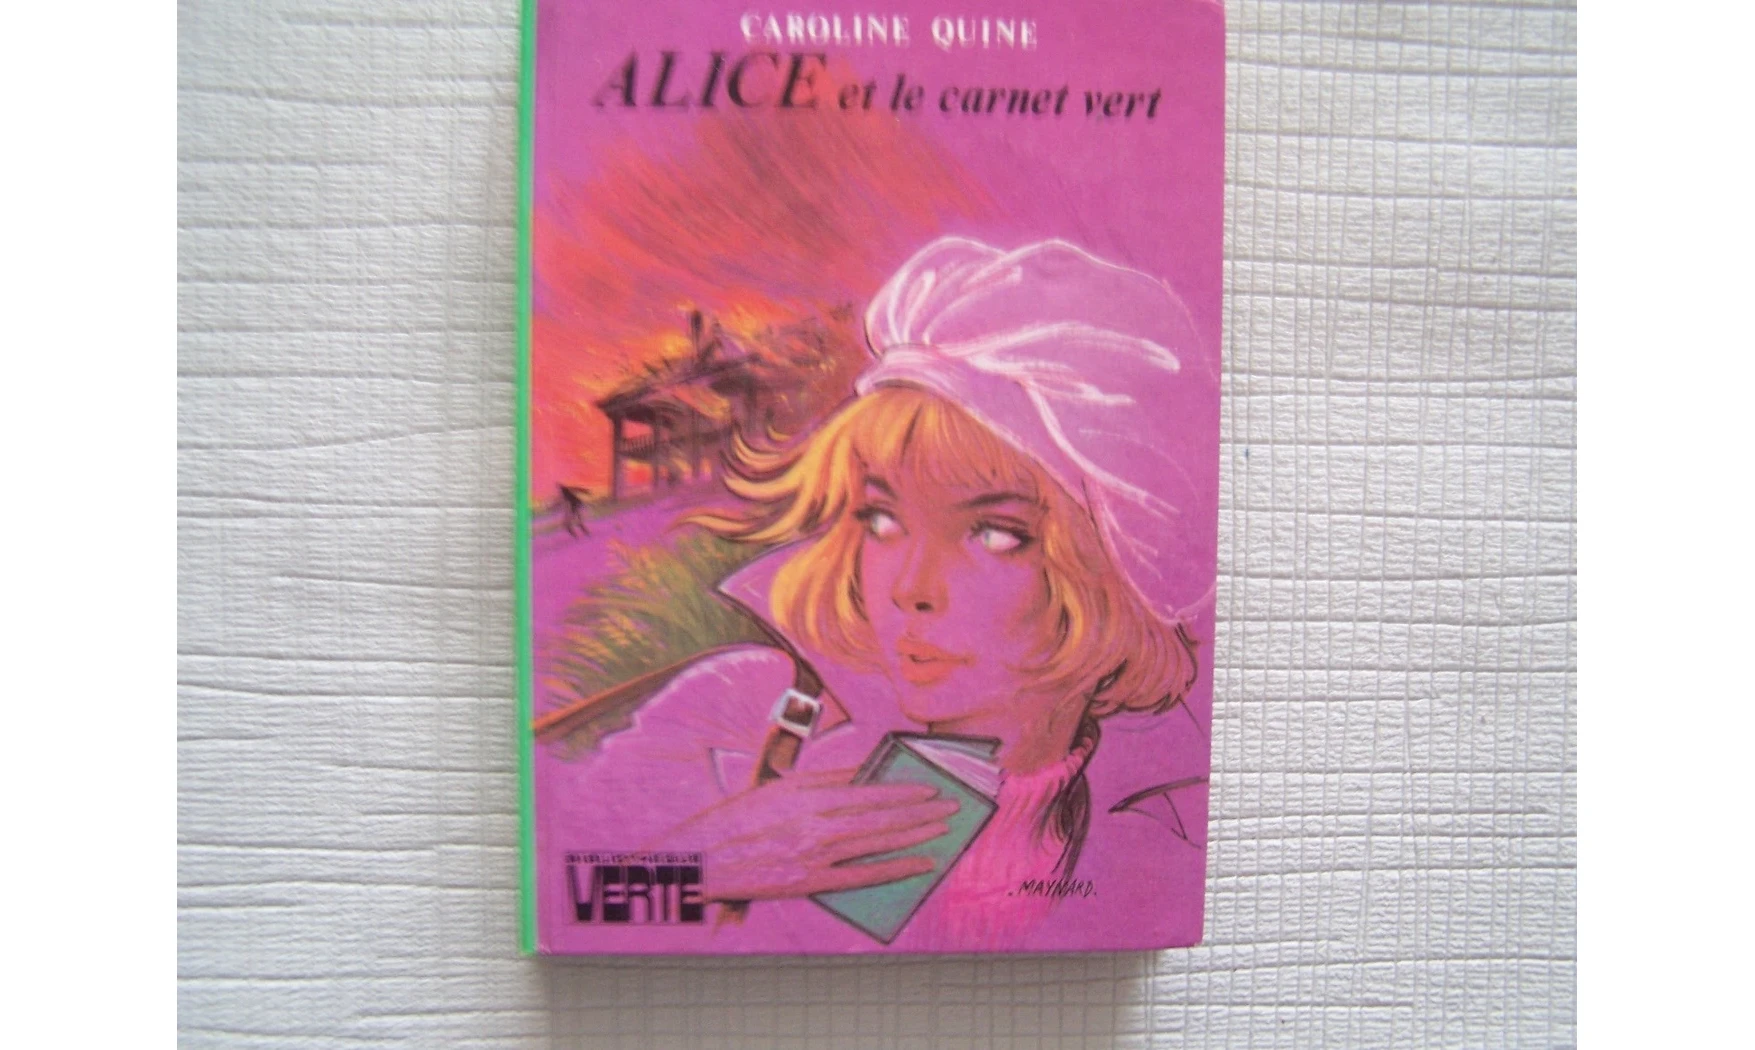 CAROLINE QUINE
ALICE et le carnet vert
VERTE
.MAYNARD.